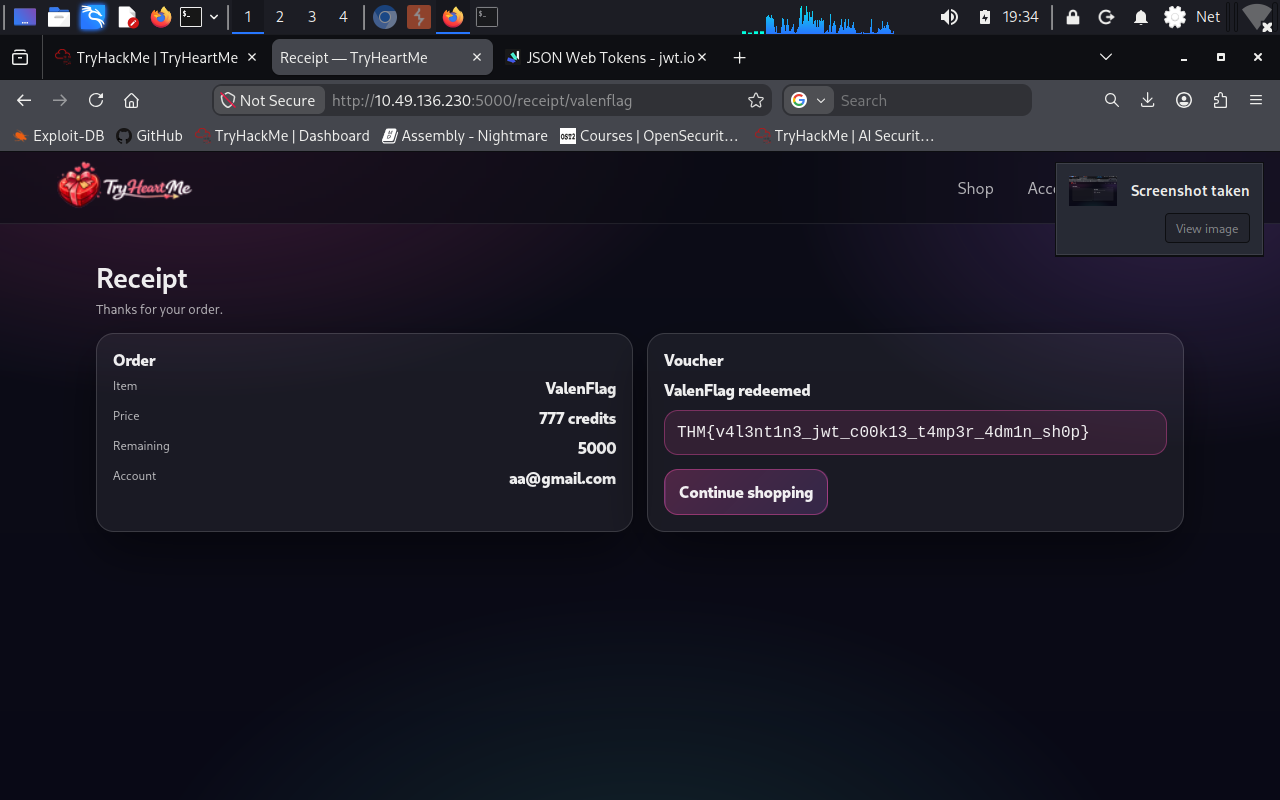 1 2 3 4 19:34 Net
TryHackMe | TryHeartMe Receipt — TryHeartMe JSON Web Tokens - jwt.io
Not Secure http://10.49.136.230:5000/receipt/valenflag Search
Exploit-DB GitHub TryHackMe | Dashboard Assembly - Nightmare OST2 Courses | OpenSecurit… TryHackMe | AI Securit…
TryHeartMe Shop Acc
Screenshot taken
View image
Receipt
Thanks for your order.
Order
Item ValenFlag
Price 777 credits
Remaining 5000
Account aa@gmail.com
Voucher
ValenFlag redeemed
THM{v4l3nt1n3_jwt_c00k13_t4mp3r_4dm1n_sh0p}
Continue shopping